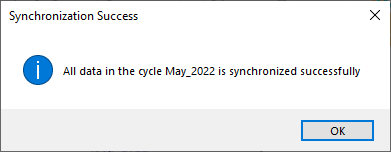 Synchronization Success
All data in the cycle May_2022 is synchronized successfully
OK